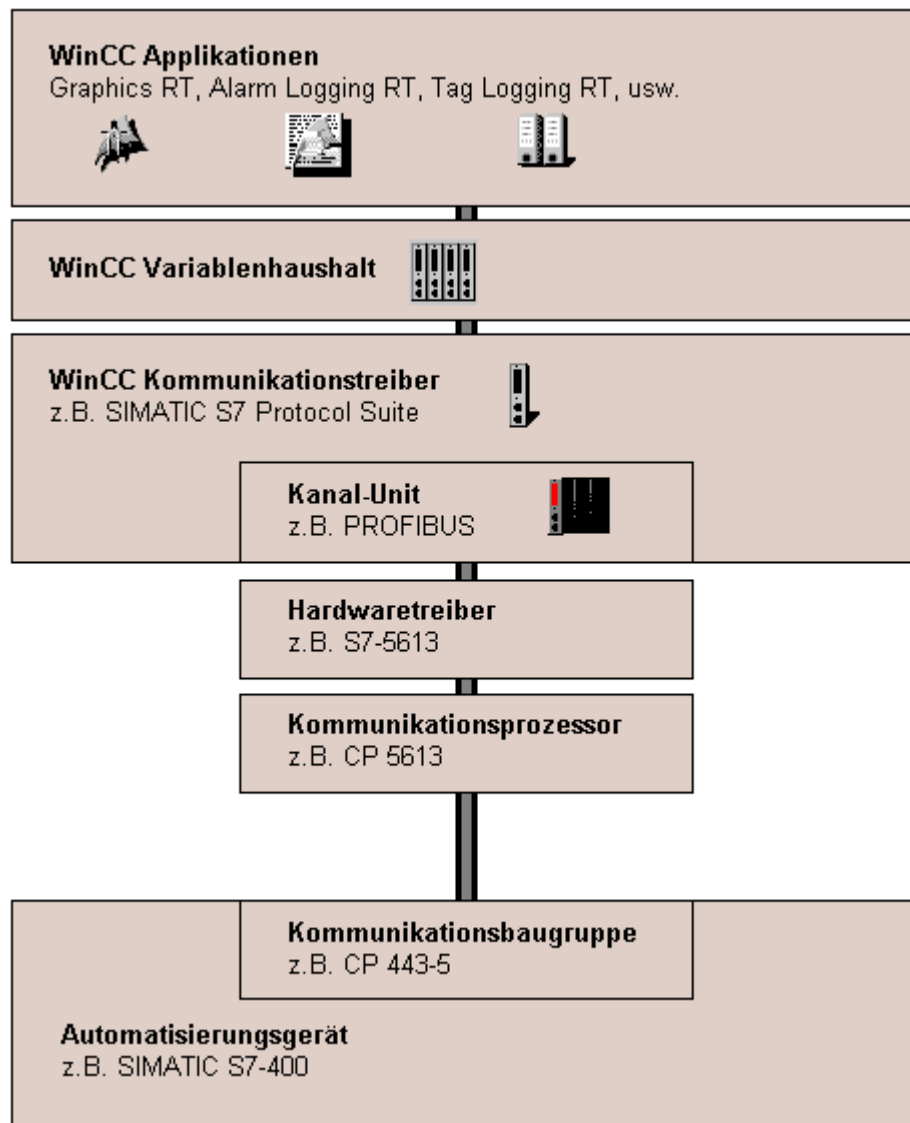 WinCC Applikationen
Graphics RT, Alarm Logging RT, Tag Logging RT, usw.
WinCC Variablenhaushalt
WinCC Kommunikationstreiber
z.B. SIMATIC S7 Protocol Suite
Kanal-Unit
z.B. PROFIBUS
Hardwaretreiber
z.B. S7-5613
Kommunikationsprozessor
z.B. CP 5613
Kommunikationsbaugruppe
z.B. CP 443-5
Automatisierungsgerät
z.B. SIMATIC S7-400